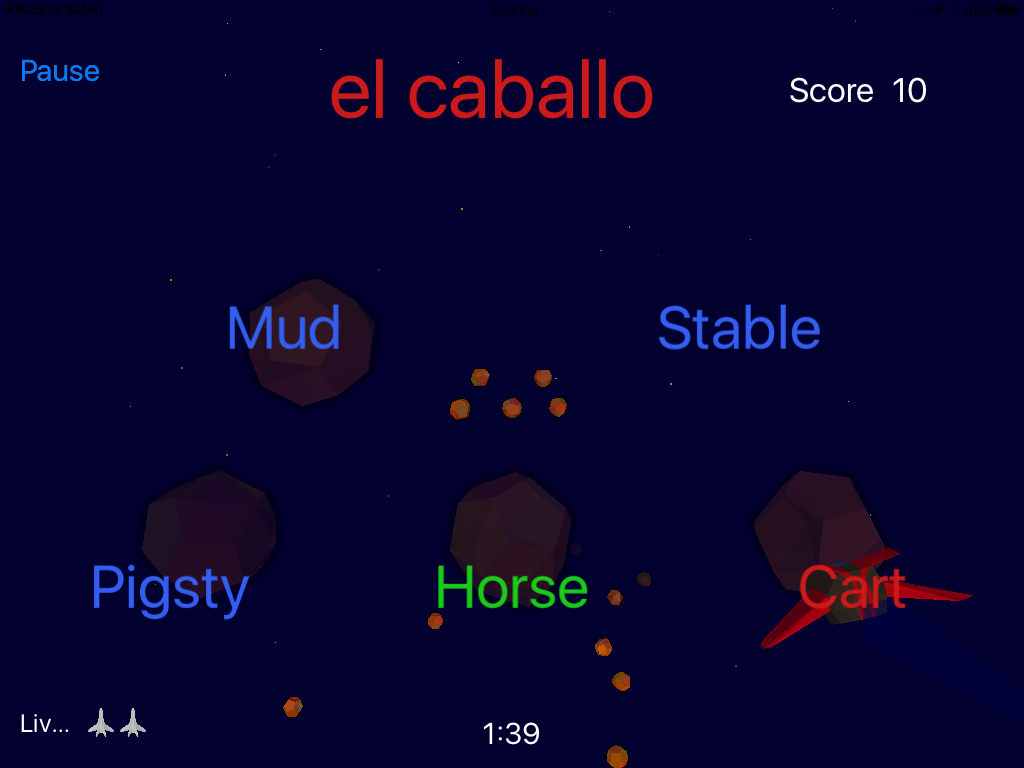 Pause
el caballo
Score 10
Mud
Stable
Pigsty
Horse
Cart
Liv...
1:39